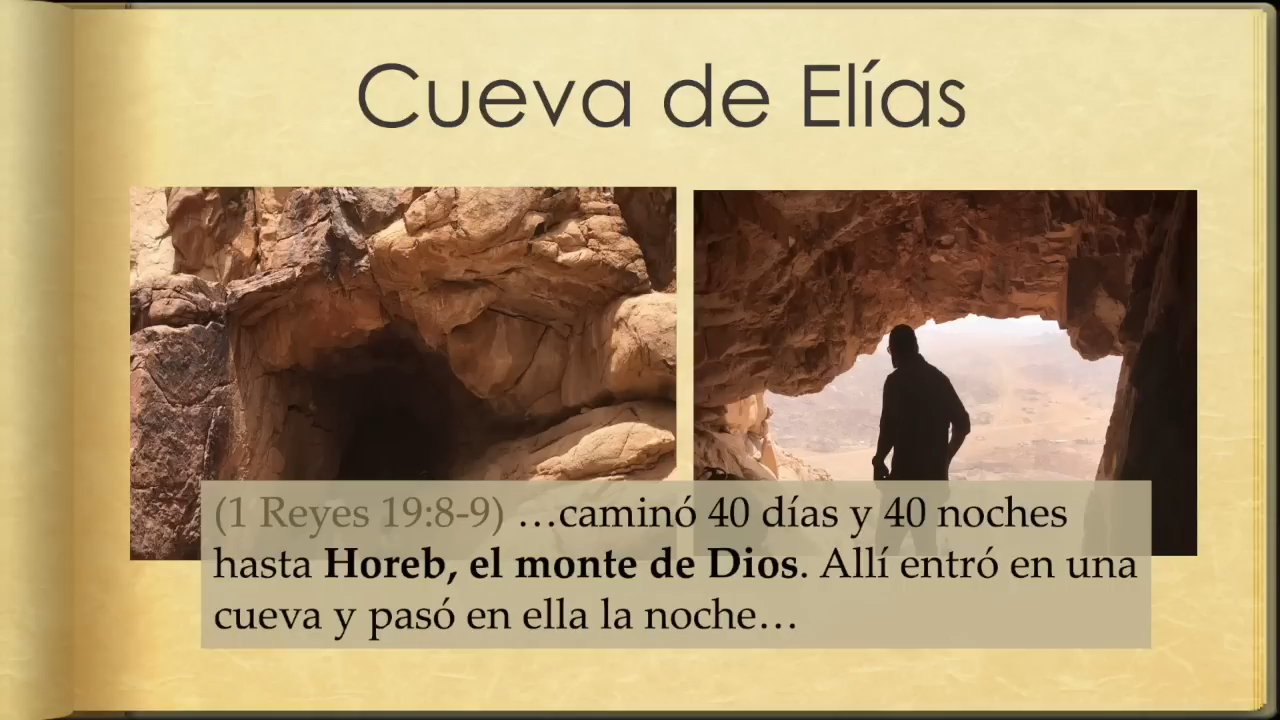 Cueva de Elías
(1 Reyes 19:8-9) …caminó 40 días y 40 noches
hasta Horeb, el monte de Dios. Allí entró en una
cueva y pasó en ella la noche…